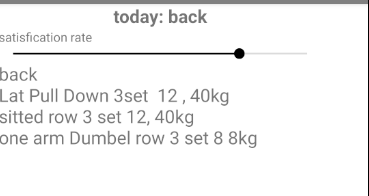 today: back
satisfication rate
back
Lat Pull Down 3set 12 , 40kg
sitted row 3 set 12, 40kg
one arm Dumbel row 3 set 8 8kg